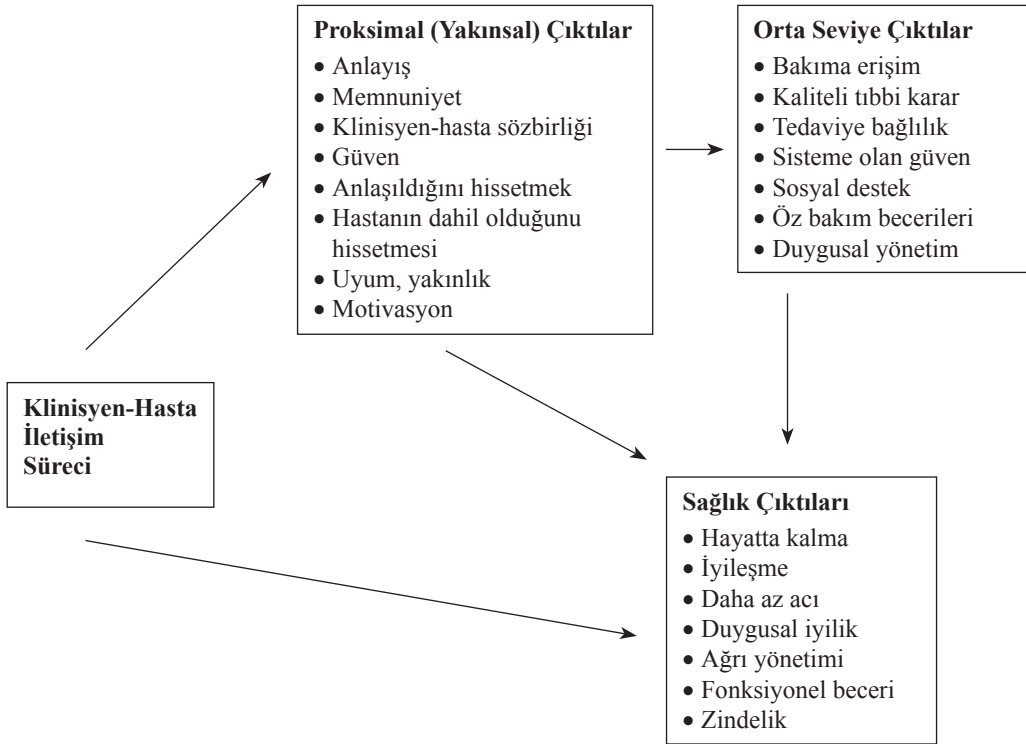 Proksimal (Yakınsal) Çıktılar
• Anlayış
• Memnuniyet
• Klinisyen-hasta sözbirliği
• Güven
• Anlaşıldığını hissetmek
• Hastanın dahil olduğunu
hissetmesi
• Uyum, yakınlık
• Motivasyon
Orta Seviye Çıktılar
• Bakıma erişim
• Kaliteli tıbbi karar
• Tedaviye bağlılık
• Sisteme olan güven
• Sosyal destek
• Öz bakım becerileri
• Duygusal yönetim
Klinisyen-Hasta
İletişim
Süreci
Sağlık Çıktıları
• Hayatta kalma
• İyileşme
• Daha az acı
• Duygusal iyilik
• Ağrı yönetimi
• Fonksiyonel beceri
• Zindelik